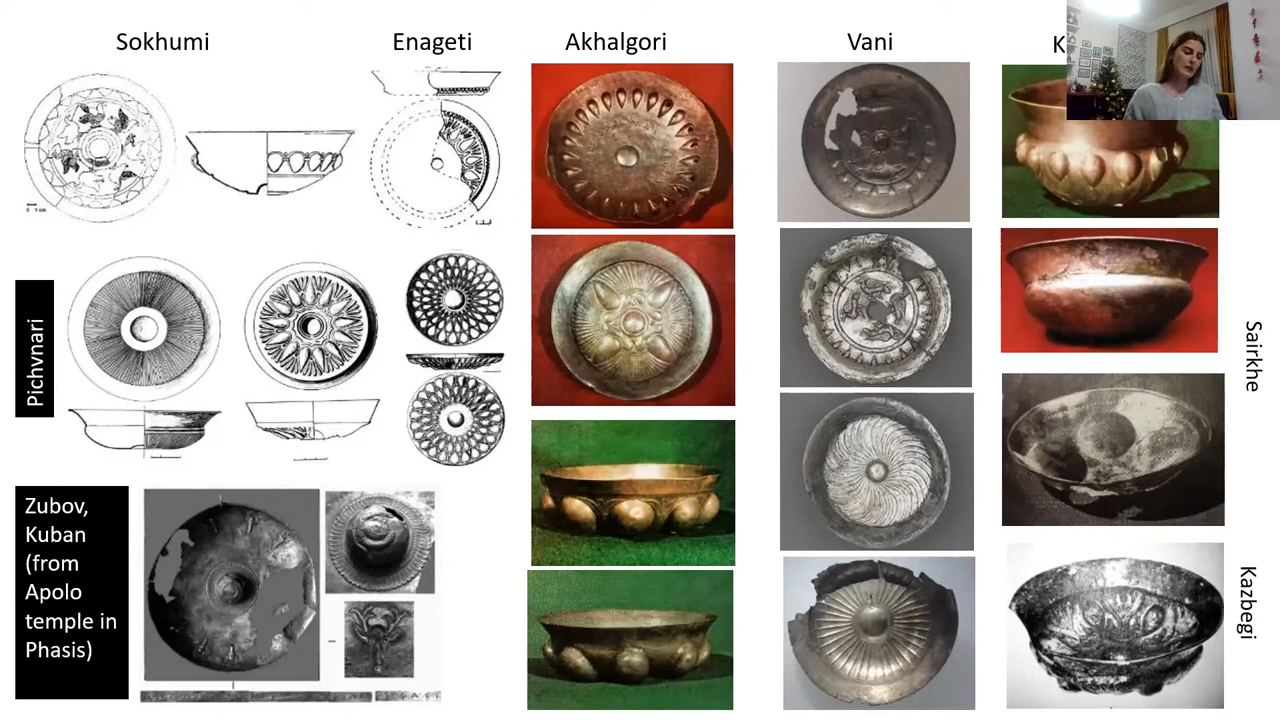 Sokhumi
Enageti
Akhalgori
Vani
Pichvnari
Sairkhe
Zubov,
Kuban
(from
Apolo
temple in
Phasis)
Kazbegi